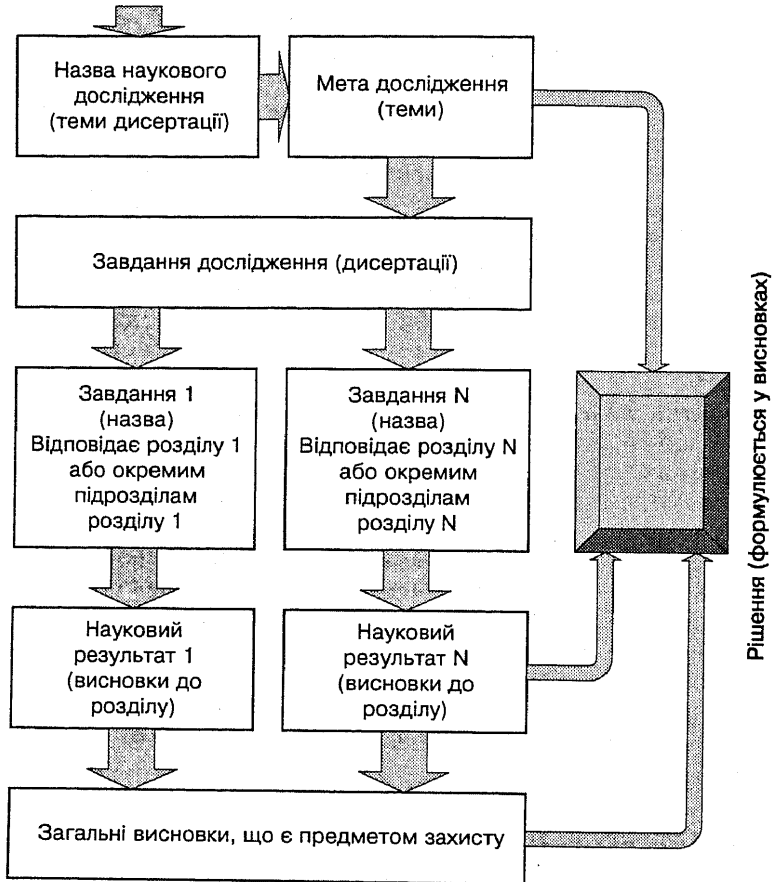 Назва наукового
дослідження
(теми дисертації)
Мета дослідження
(теми)
Завдання дослідження (дисертації)
Завдання 1
(назва)
Відповідає розділу 1
або окремим
підрозділам
розділу 1
Завдання N
(назва)
Відповідає розділу N
або окремим
підрозділам
розділу N
Науковий
результат 1
(висновки до
розділу)
Науковий
результат N
(висновки до
розділу)
Загальні висновки, що є предметом захисту
Рішення (формулюється у висновках)